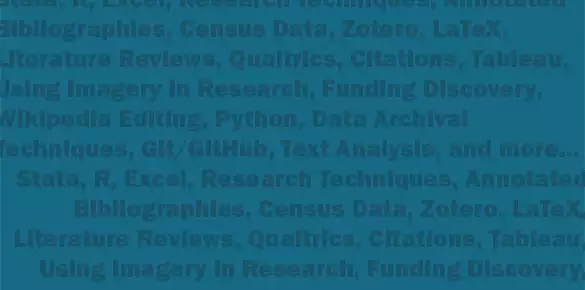 Stata, R, Excel, Research Techniques, Annotated
Bibliographies, Census Data, Zotero, LaTeX,
Literature Reviews, Qualtrics, Citations, Tableau,
Using Imagery in Research, Funding Discovery,
Wikipedia Editing, Python, Data Archival
Techniques, Git/GitHub, Text Analysis, and more...
Stata, R, Excel, Research Techniques, Annotated
Bibliographies, Census Data, Zotero, LaTeX,
Literature Reviews, Qualtrics, Citations, Tableau,
Using Imagery in Research, Funding Discovery,